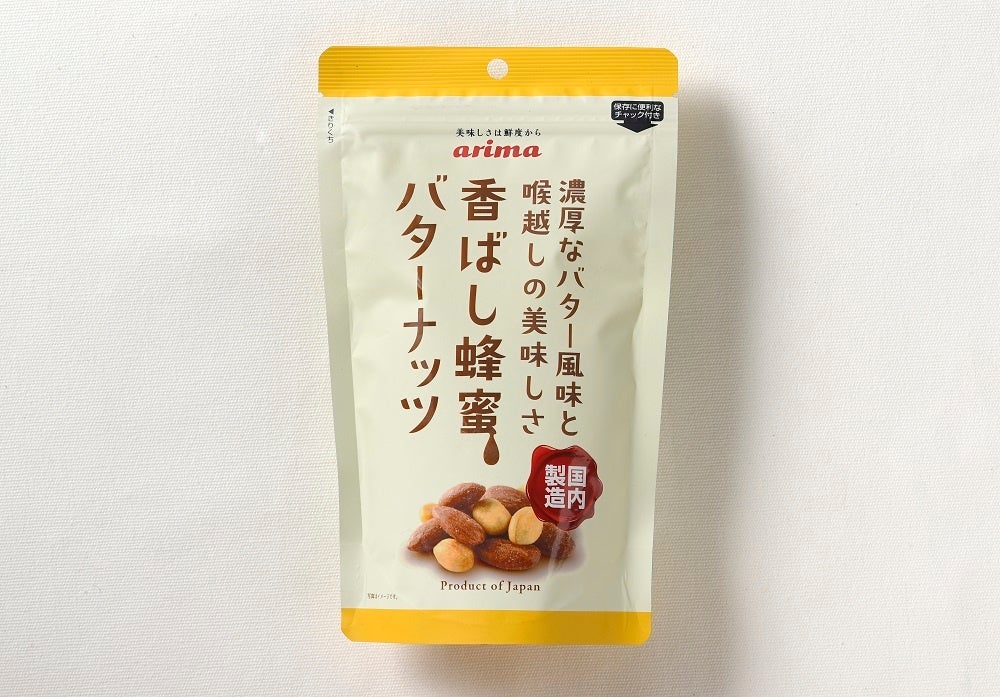 保存に便利な
チャック付き
◀きりくち
美味しさは鮮度から
arima
濃厚なバター風味と
喉越しの美味しさ
香ばし蜂蜜
バターナッツ
国内
製造
Product of Japan
写真はイメージです。